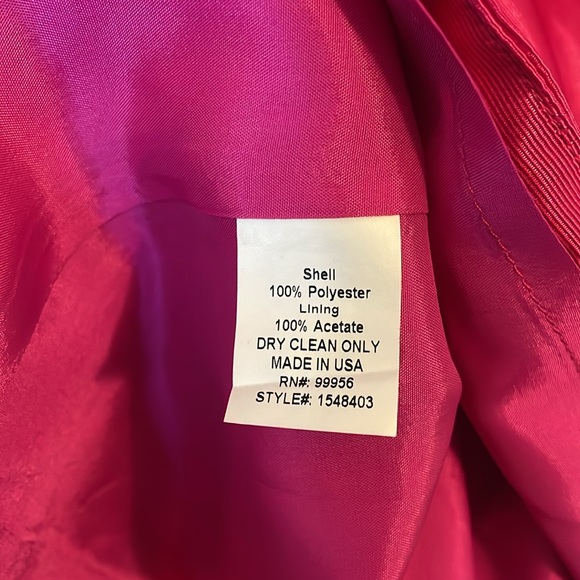 Shell
100% Polyester
Lining
100% Acetate
DRY CLEAN ONLY
MADE IN USA
RN#: 99956
STYLE#: 1548403